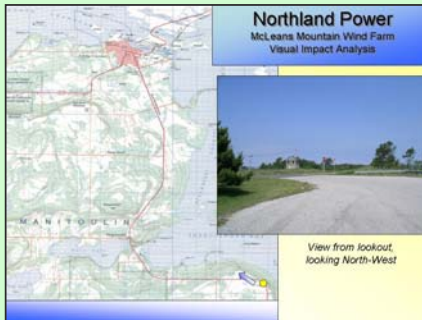 Northland Power
McLeans Mountain Wind Farm
Visual Impact Analysis
MANITOULIN
View from lookout,
looking North-West